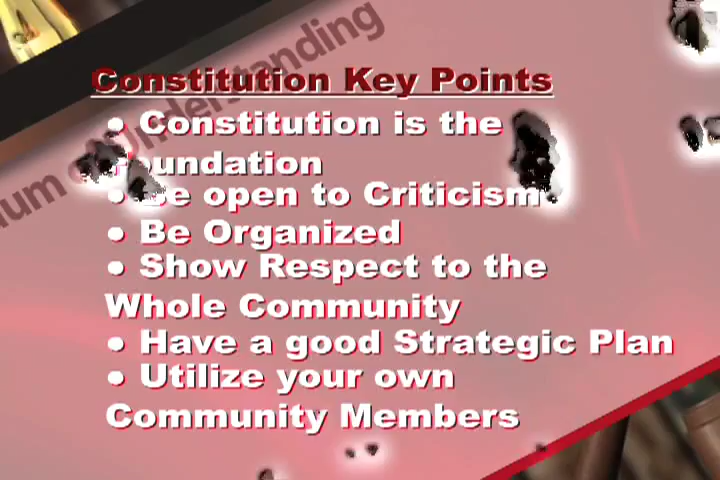 Constitution Key Points
• Constitution is the
Foundation
• Be open to Criticism
• Be Organized
• Show Respect to the
Whole Community
• Have a good Strategic Plan
• Utilize your own
Community Members
Understanding